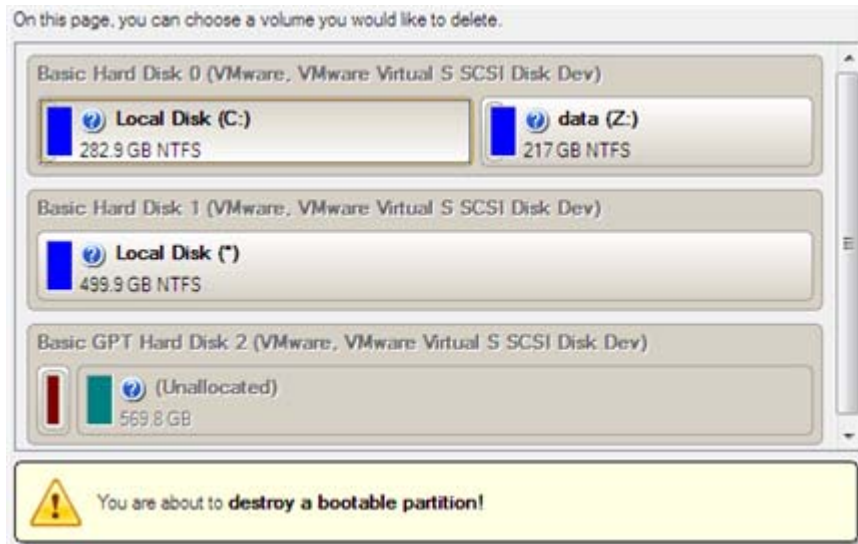 On this page, you can choose a volume you would like to delete.
Basic Hard Disk 0 (VMware, VMware Virtual S SCSI Disk Dev)
Local Disk (C:)
282.9 GB NTFS
data (Z:)
217 GB NTFS
Basic Hard Disk 1 (VMware, VMware Virtual S SCSI Disk Dev)
Local Disk (*)
499.9 GB NTFS
Basic GPT Hard Disk 2 (VMware, VMware Virtual S SCSI Disk Dev)
(Unallocated)
569.8 GB
You are about to destroy a bootable partition!